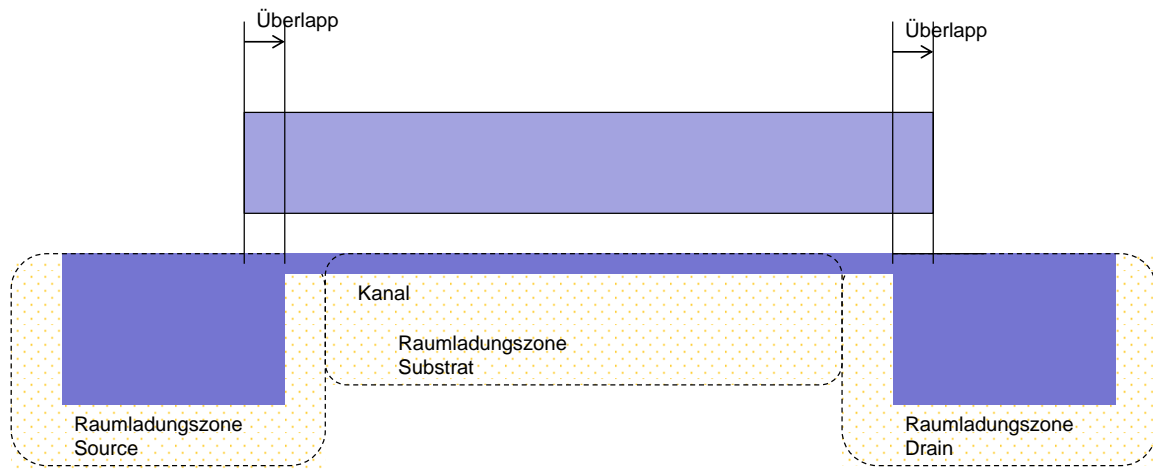 Überlapp
Überlapp
Kanal
Raumladungszone
Substrat
Raumladungszone
Source
Raumladungszone
Drain